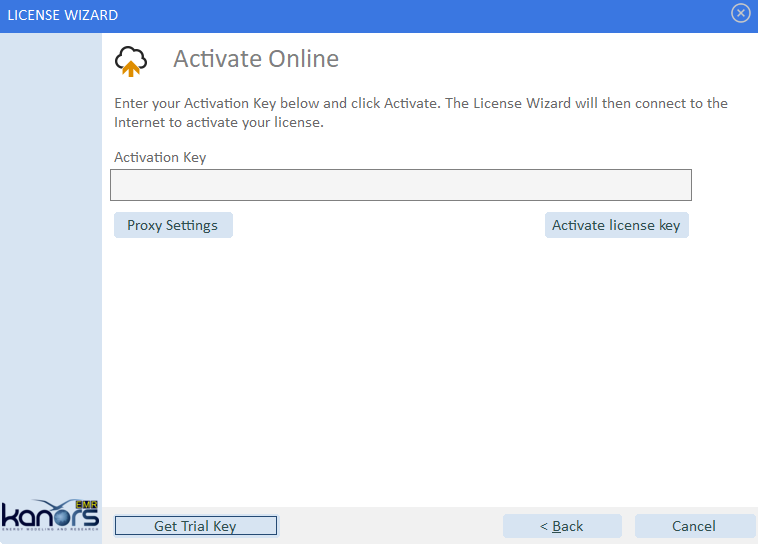 LICENSE WIZARD
Activate Online
Enter your Activation Key below and click Activate. The License Wizard will then connect to the
Internet to activate your license.
Activation Key
Proxy Settings
Activate license key
EMR
KanORS
ENERGY MODELING AND RESEARCH
Get Trial Key
< Back
Cancel